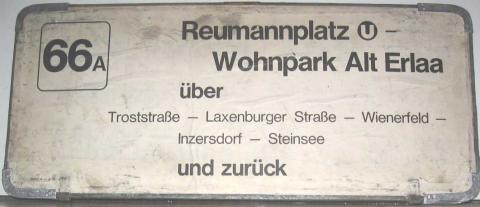 66A
Reumannplatz U –
Wohnpark Alt Erlaa
über
Troststraße – Laxenburger Straße – Wienerfeld –
Inzersdorf – Steinsee
und zurück